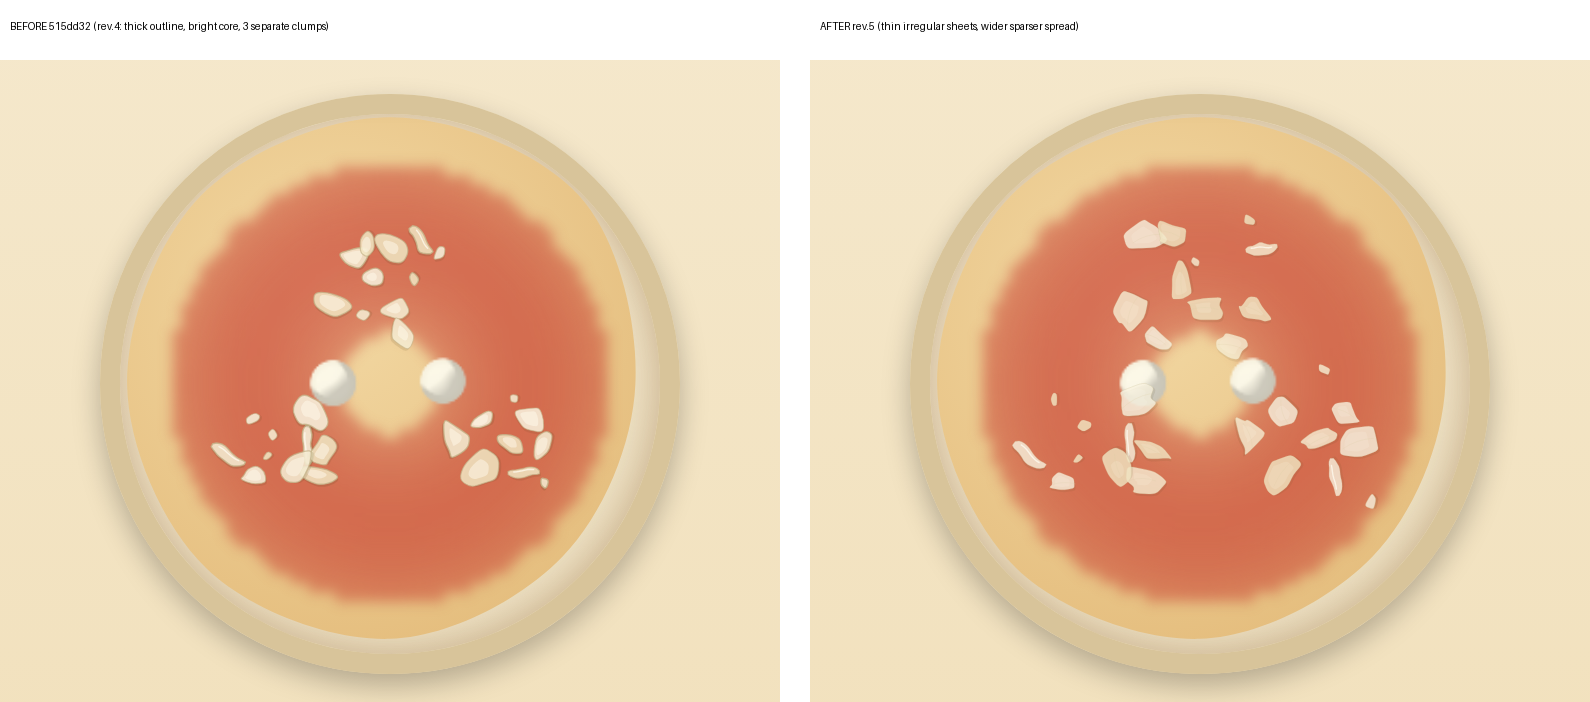 BEFORE 515dd32 (rev.4: thick outline, bright core, 3 separate clumps)
AFTER rev.5 (thin irregular sheets, wider sparser spread)